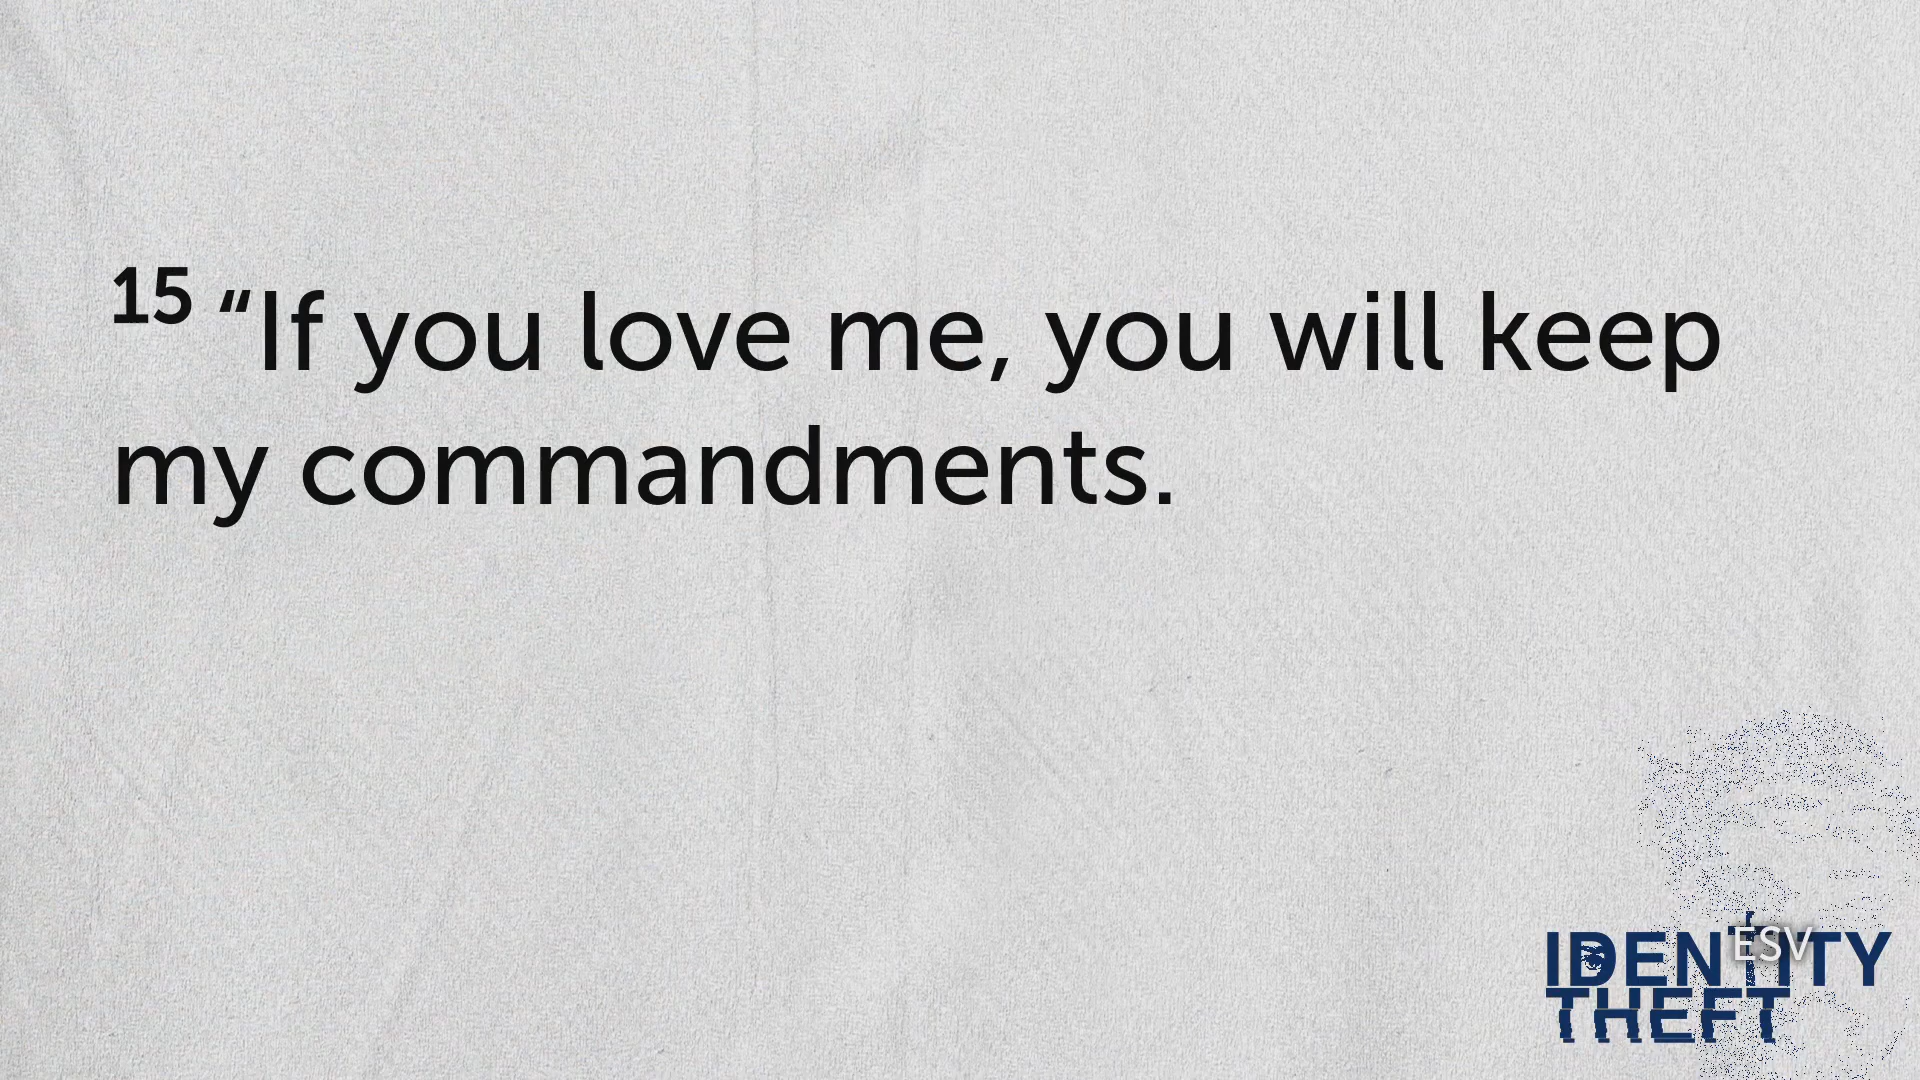 15 “If you love me, you will keep
my commandments.
ESV
IDENTITY
THEFT